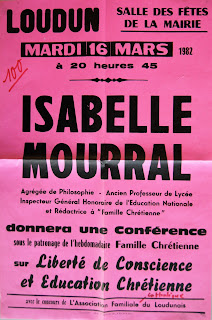 LOUDUN
SALLE DES FÊTES
DE LA MAIRIE
MARDI 16 MARS 1982
à 20 heures 45
100
ISABELLE
MOURRAL
Agrégée de Philosophie - Ancien Professeur de Lycée
Inspecteur Général Honoraire de l'Education Nationale
et Rédactrice à "Famille Chrétienne"
donnera une Conférence
sous le patronage de l'hebdomadaire Famille Chrétienne
sur Liberté de Conscience
et Education Chrétienne
avec le concours de L'Association Familiale du Loudunais